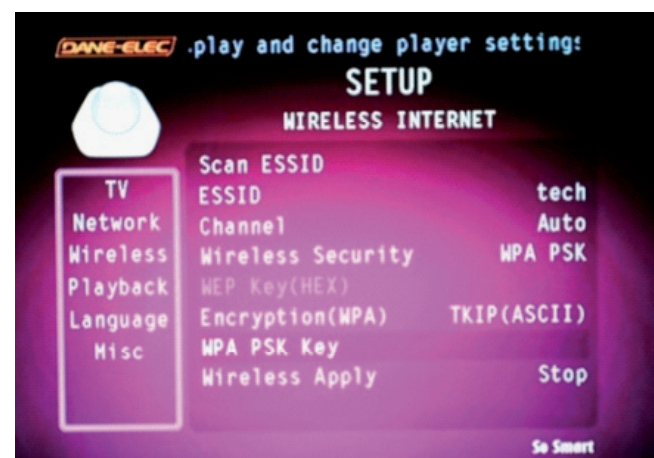 DANE-ELEC .play and change player settings
SETUP
WIRELESS INTERNET
TV
Network
Wireless
Playback
Language
Misc
Scan ESSID
ESSID tech
Channel Auto
Wireless Security WPA PSK
WEP Key(HEX)
Encryption(WPA) TKIP(ASCII)
WPA PSK Key
Wireless Apply Stop
So Smart